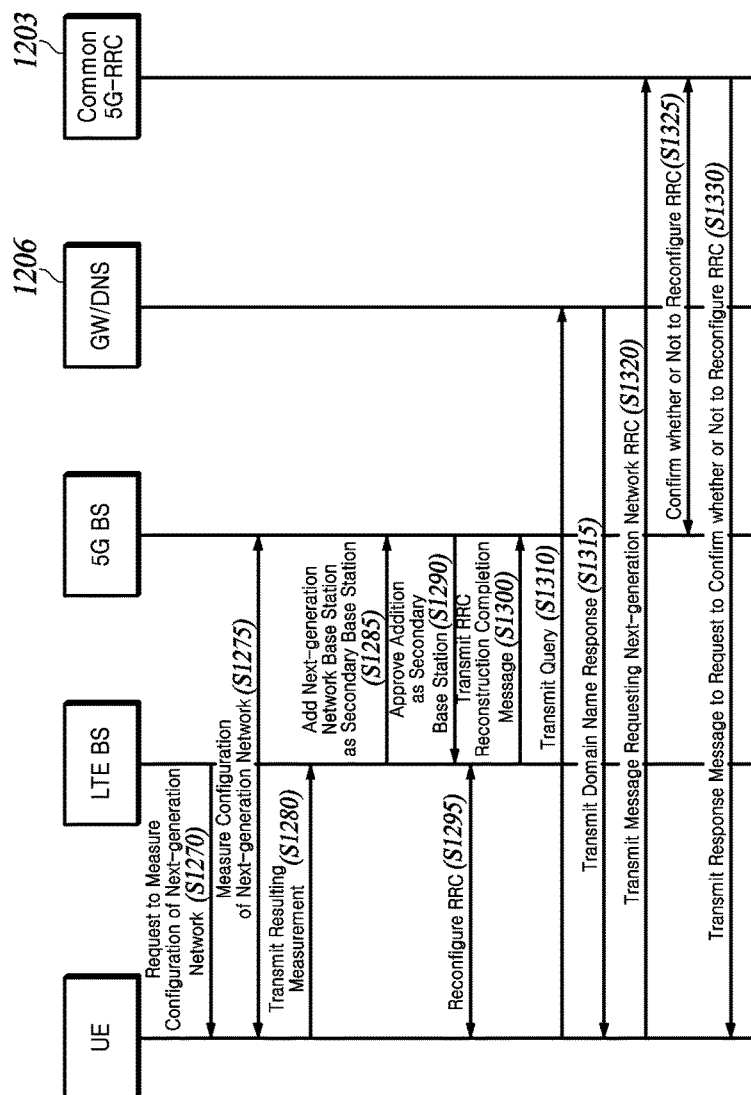 UE
LTE BS
5G BS
1206
GW/DNS
1203
Common
5G-RRC
Request to Measure
Configuration of Next-generation
Network (S1270)
Measure Configuration
of Next-generation Network (S1275)
Transmit Resulting
Measurement (S1280)
Add Next-generation
Network Base Station
as Secondary Base Station
(S1285)
Approve Addition
as Secondary
Base Station (S1290)
Reconfigure RRC (S1295)
Transmit RRC
Reconstruction Completion
Message (S1300)
Transmit Query (S1310)
Transmit Domain Name Response (S1315)
Transmit Message Requesting Next-generation Network RRC (S1320)
Confirm whether or Not to Reconfigure RRC (S1325)
Transmit Response Message to Request to Confirm whether or Not to Reconfigure RRC (S1330)